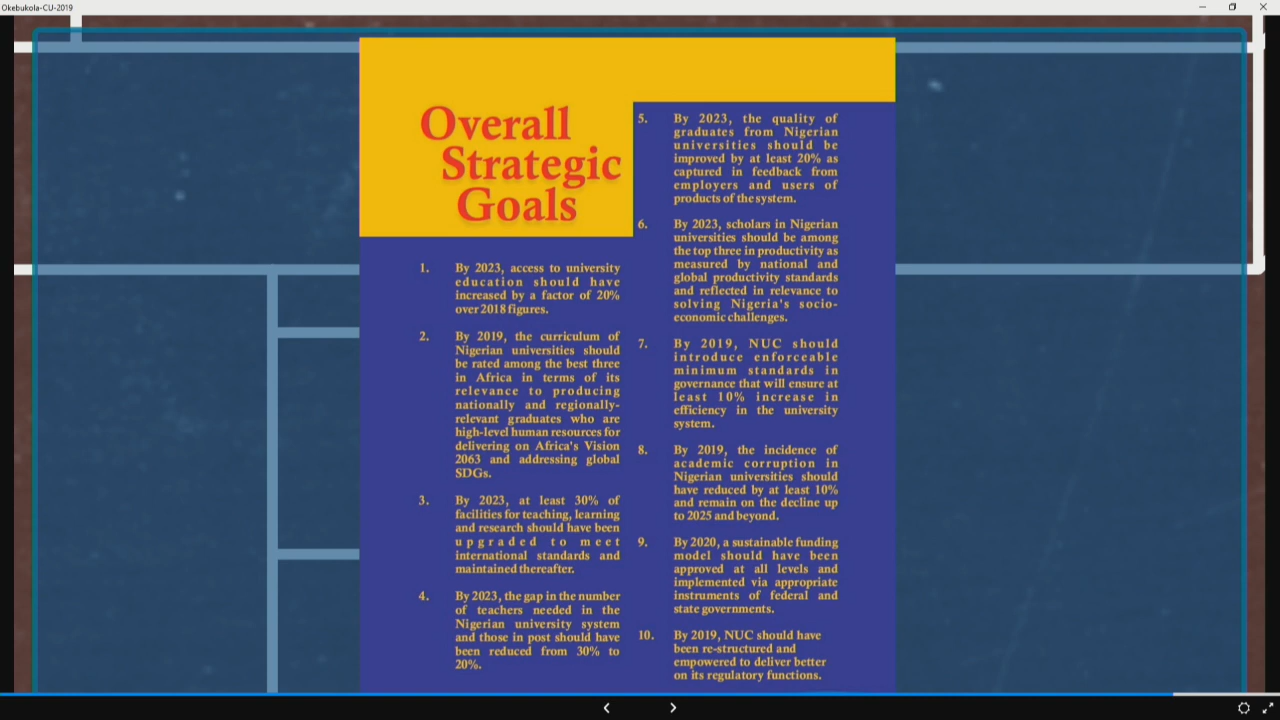 Okebukola-CU-2019
Overall
Strategic
Goals
1. By 2023, access to university
education should have
increased by a factor of 20%
over 2018 figures.
2. By 2019, the curriculum of
Nigerian universities should
be rated among the best three
in Africa in terms of its
relevance to producing
nationally and regionally-
relevant graduates who are
high-level human resources for
delivering on Africa's Vision
2063 and addressing global
SDGs.
3. By 2023, at least 30% of
facilities for teaching, learning
and research should have been
upgraded to meet
international standards and
maintained thereafter.
4. By 2023, the gap in the number
of teachers needed in the
Nigerian university system
and those in post should have
been reduced from 30% to
20%.
5. By 2023, the quality of
graduates from Nigerian
universities should be
improved by at least 20% as
captured in feedback from
employers and users of
products of the system.
6. By 2023, scholars in Nigerian
universities should be among
the top three in productivity as
measured by national and
global productivity standards
and reflected in relevance to
solving Nigeria's socio-
economic challenges.
7. By 2019, NUC should
introduce enforceable
minimum standards in
governance that will ensure at
least 10% increase in
efficiency in the university
system.
8. By 2019, the incidence of
academic corruption in
Nigerian universities should
have reduced by at least 10%
and remain on the decline up
to 2025 and beyond.
9. By 2020, a sustainable funding
model should have been
approved at all levels and
implemented via appropriate
instruments of federal and
state governments.
10. By 2019, NUC should have
been re-structured and
empowered to deliver better
on its regulatory functions.